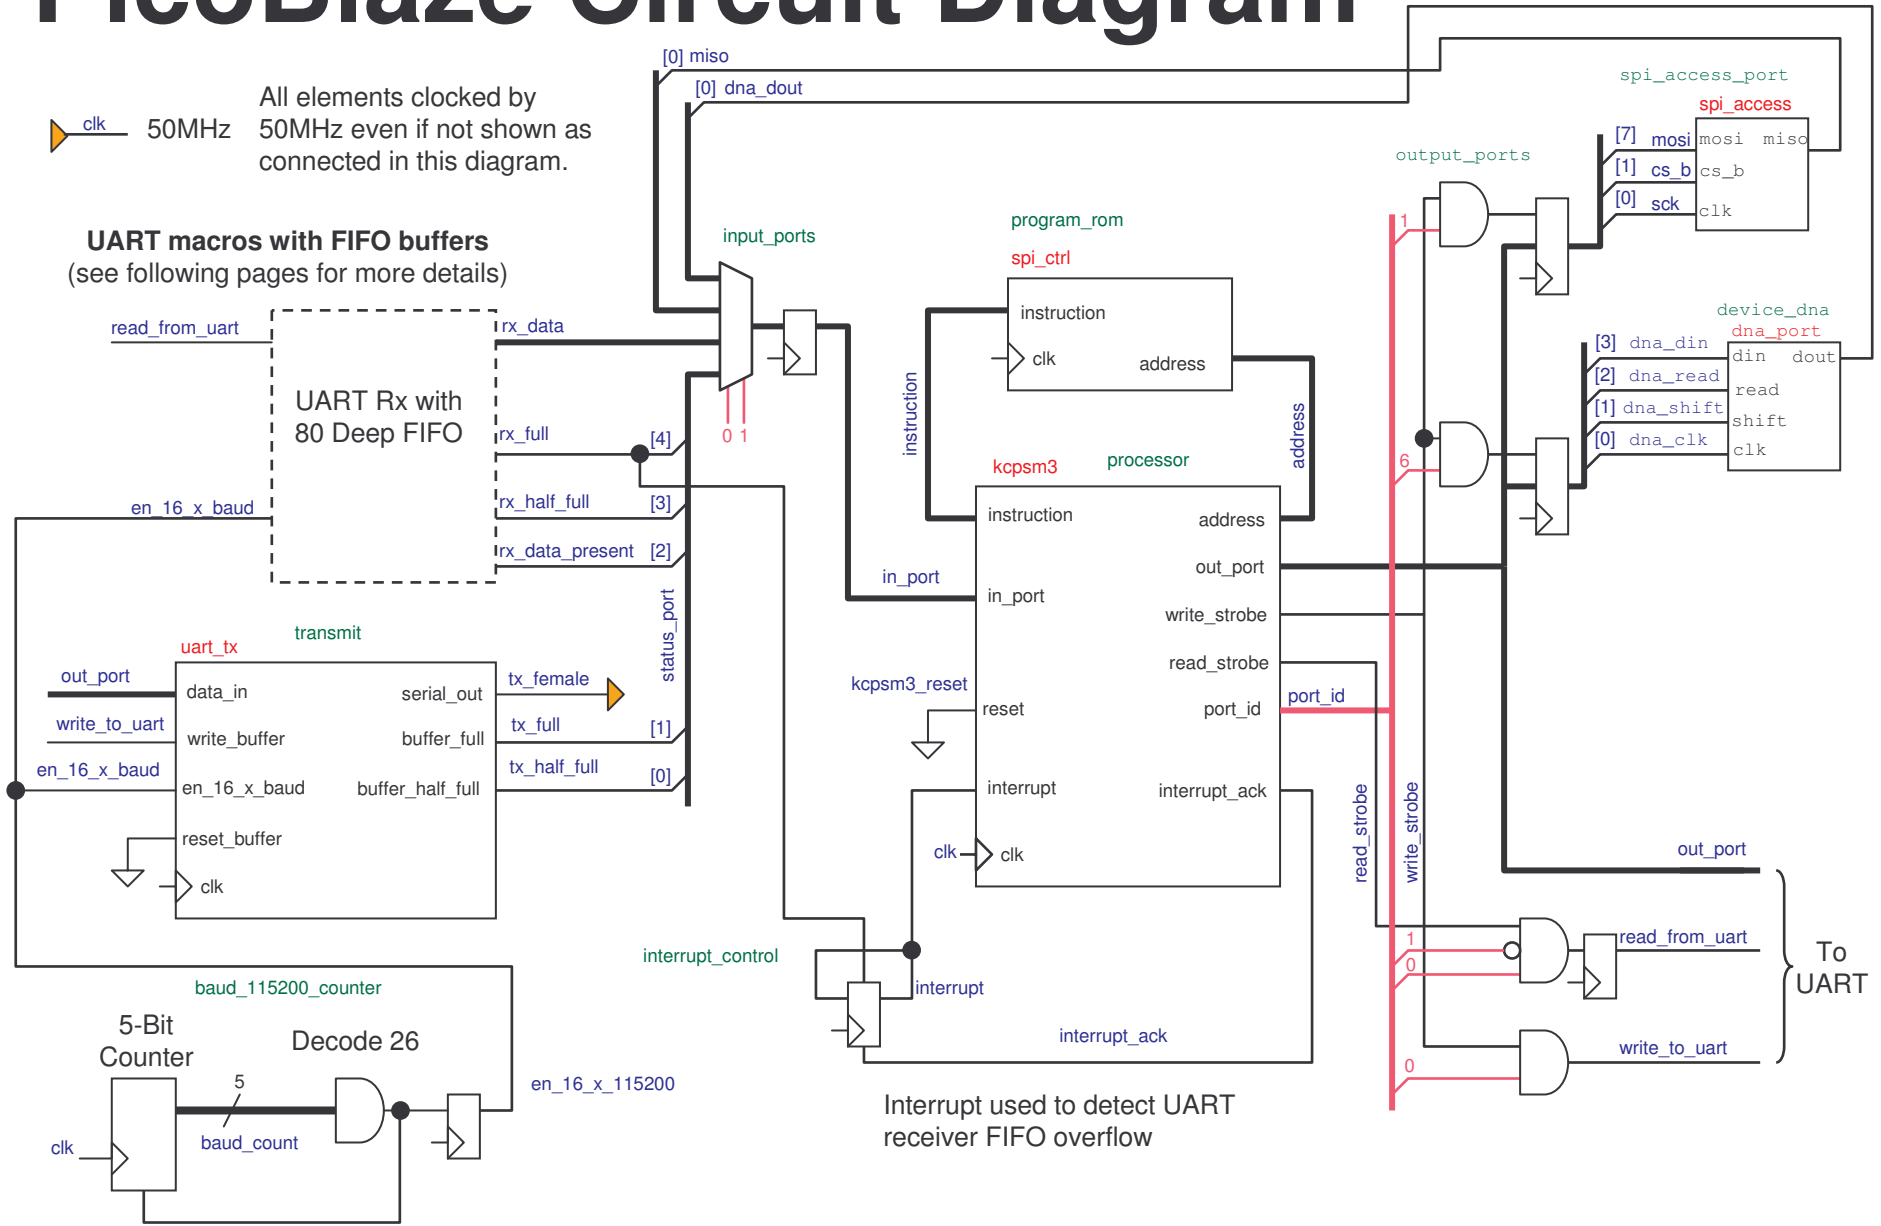 PicoBlaze Circuit Diagram
[0] miso
[0] dna_dout
clk
50MHz
All elements clocked by
50MHz even if not shown as
connected in this diagram.
spi_access_port
spi_access
[7] mosi
[1] cs_b
[0] sck
mosi miso
cs_b
clk
output_ports
1
UART macros with FIFO buffers
(see following pages for more details)
input_ports
program_rom
spi_ctrl
instruction
clk
address
instruction
address
device_dna
dna_port
[3] dna_din
[2] dna_read
[1] dna_shift
[0] dna_clk
din dout
read
shift
clk
6
read_from_uart
rx_data
UART Rx with
80 Deep FIFO
rx_full
[4]
0 1
en_16_x_baud
rx_half_full
[3]
rx_data_present
[2]
status_port
kcpsm3
processor
instruction
address
out_port
in_port
in_port
write_strobe
read_strobe
kcpsm3_reset
reset
port_id
port_id
interrupt
interrupt_ack
clk
clk
read_strobe
write_strobe
transmit
uart_tx
out_port
data_in
serial_out
tx_female
write_to_uart
write_buffer
buffer_full
tx_full
[1]
en_16_x_baud
en_16_x_baud
buffer_half_full
tx_half_full
[0]
reset_buffer
clk
out_port
1
0
read_from_uart
To
UART
0
write_to_uart
interrupt_control
interrupt
interrupt_ack
baud_115200_counter
5-Bit
Counter
Decode 26
5
baud_count
clk
en_16_x_115200
Interrupt used to detect UART
receiver FIFO overflow